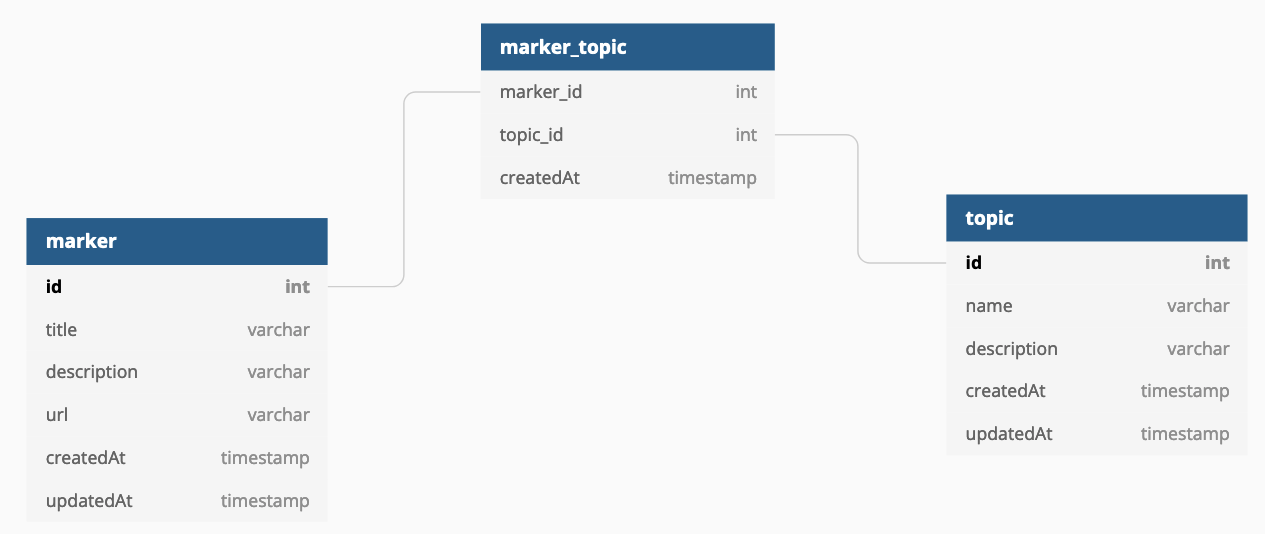 marker_topic
marker_id int
topic_id int
createdAt timestamp
marker
id int
title varchar
description varchar
url varchar
createdAt timestamp
updatedAt timestamp
topic
id int
name varchar
description varchar
createdAt timestamp
updatedAt timestamp